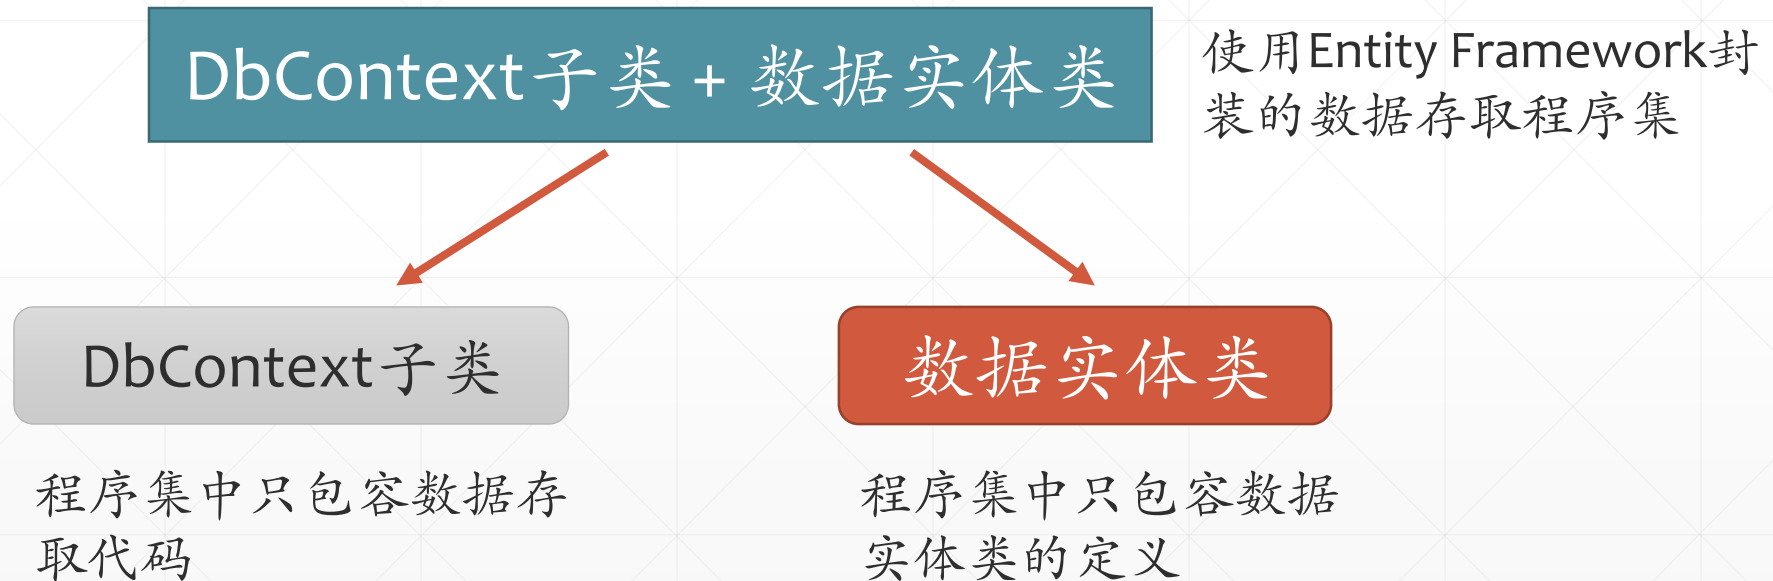 DbContext子类 + 数据实体类
使用Entity Framework封
装的数据存取程序集
DbContext子类
数据实体类
程序集中只包容数据存
取代码
程序集中只包容数据
实体类的定义